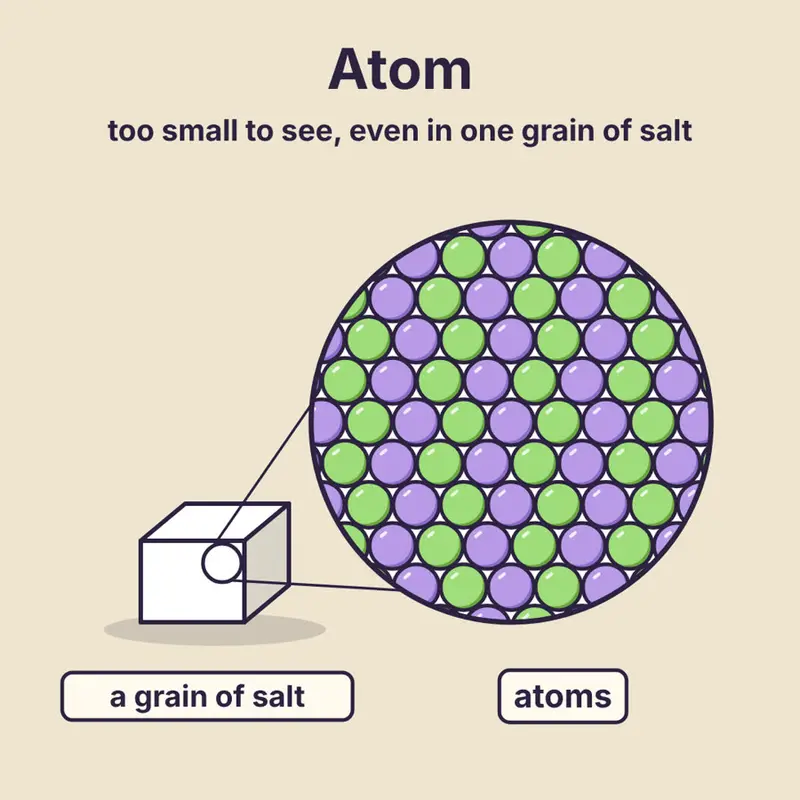 Atom
too small to see, even in one grain of salt
a grain of salt
atoms